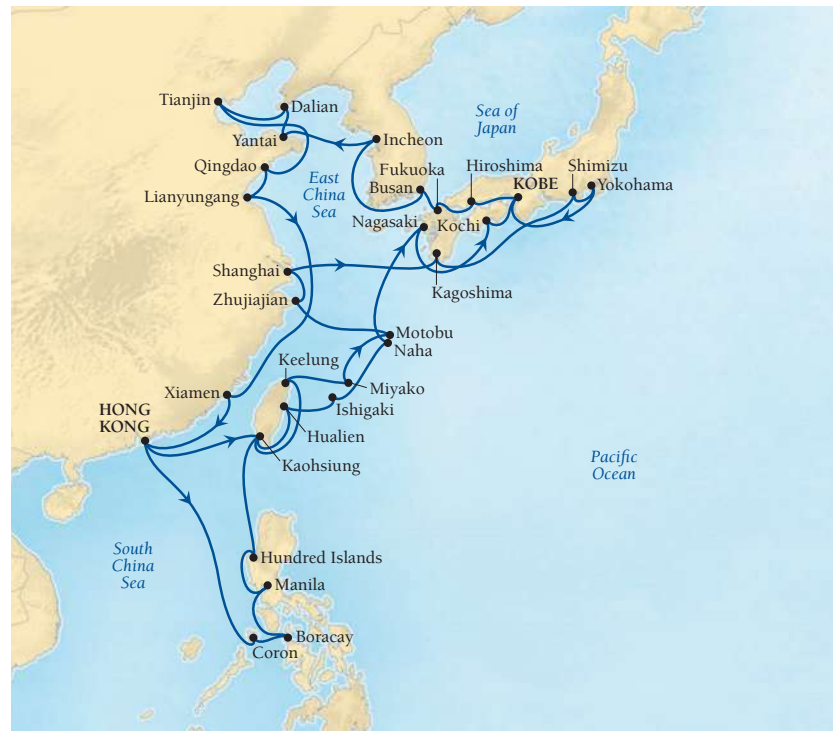 Tianjin
Dalian
Sea of
Japan
Yantai
Incheon
Qingdao
East
China
Sea
Fukuoka
Hiroshima
Shimizu
Busan
KOBE
Yokohama
Lianyungang
Nagasaki
Kochi
Shanghai
Kagoshima
Zhujiajian
Motobu
Naha
Keelung
Xiamen
Miyako
HONG
KONG
Ishigaki
Hualien
Kaohsiung
Pacific
Ocean
South
China
Sea
Hundred Islands
Manila
Boracay
Coron